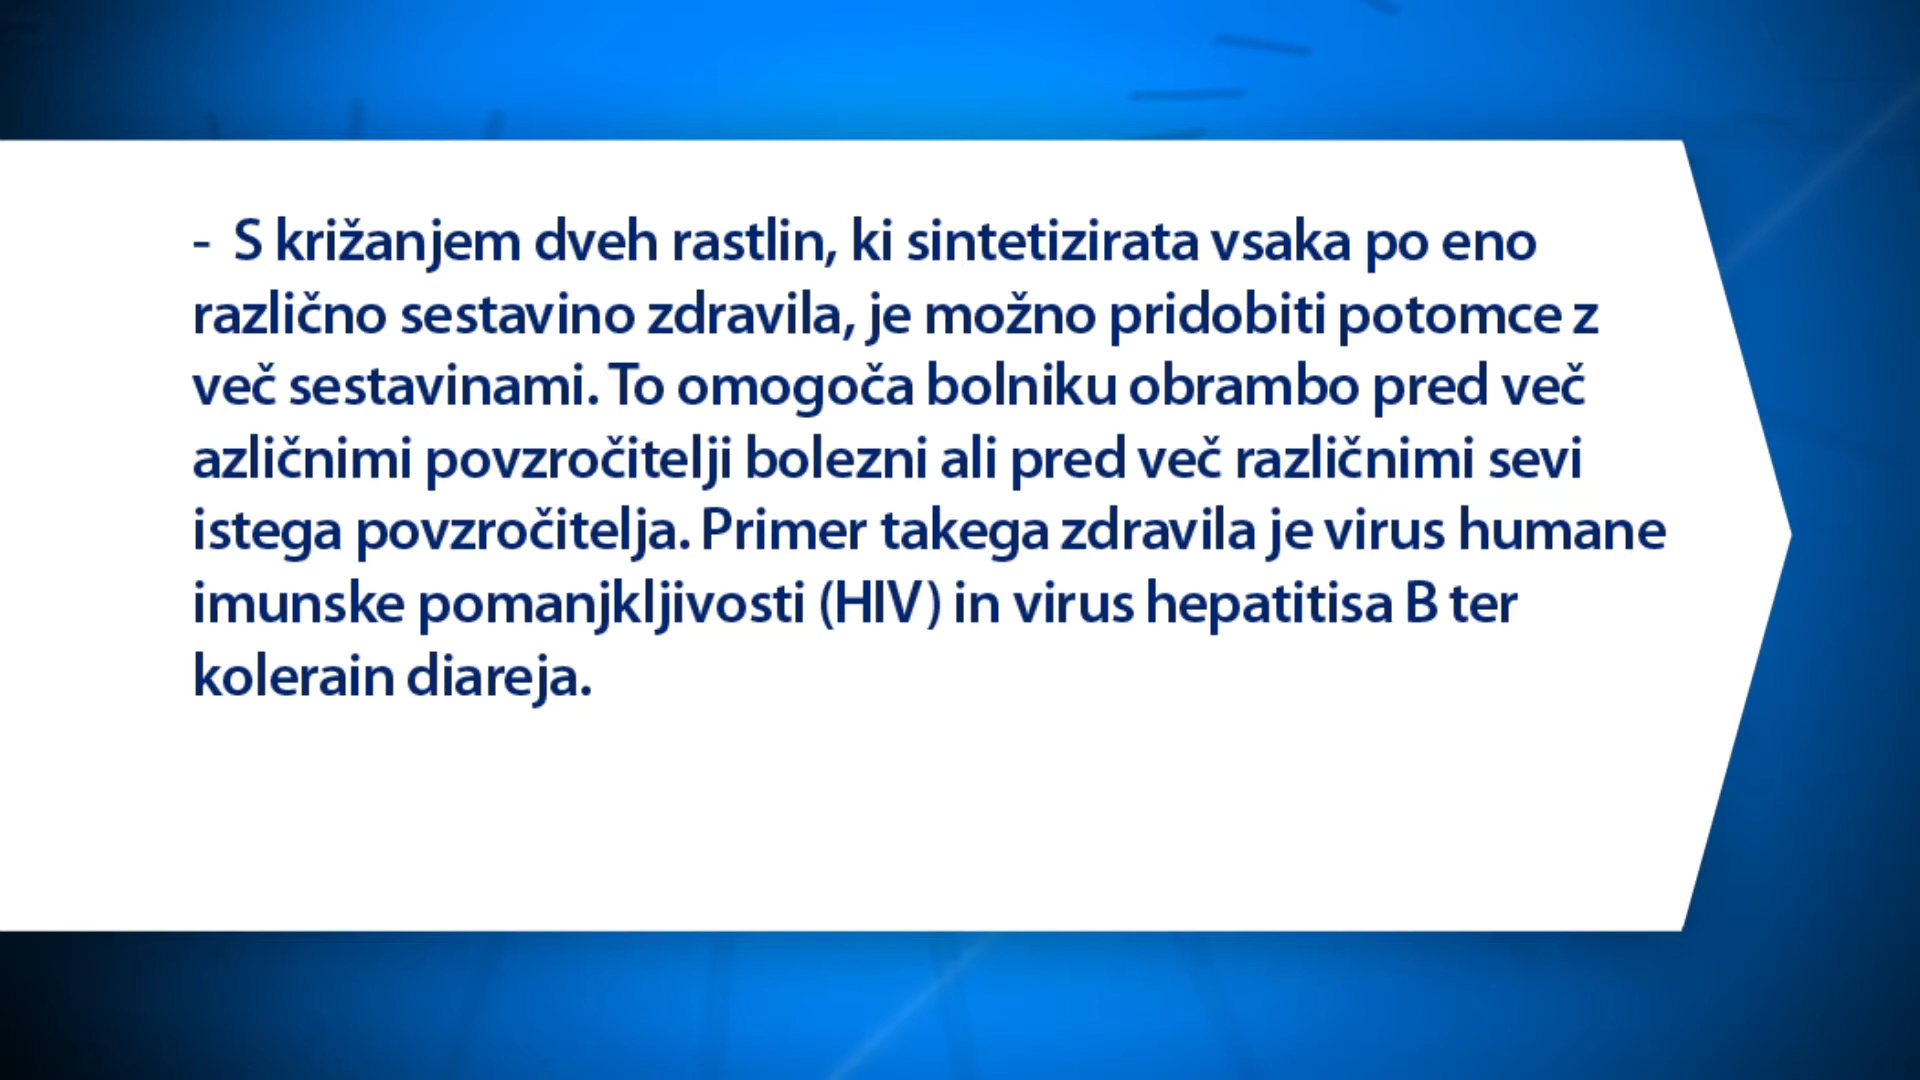 - S križanjem dveh rastlin, ki sintetizirata vsaka po eno
različno sestavino zdravila, je možno pridobiti potomce z
več sestavinami. To omogoča bolniku obrambo pred več
azličnimi povzročitelji bolezni ali pred več različnimi sevi
istega povzročitelja. Primer takega zdravila je virus humane
imunske pomanjkljivosti (HIV) in virus hepatitisa B ter
kolerain diareja.